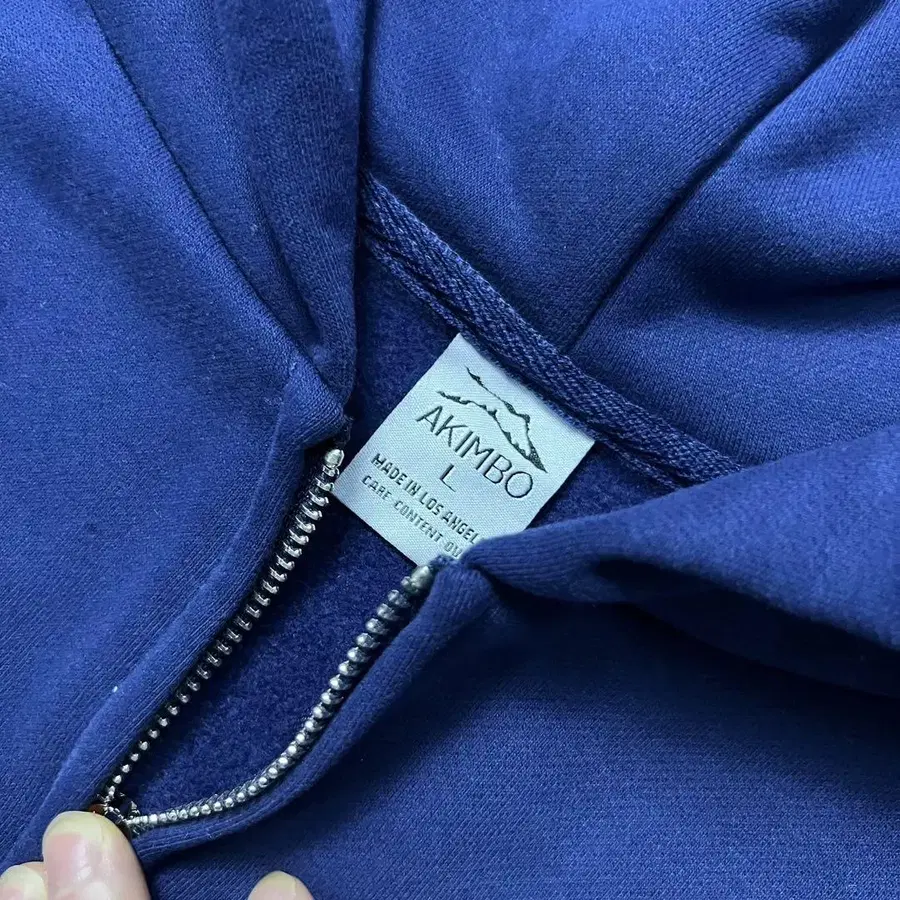 AKIMBO
L
MADE IN LOS ANGEL
CARE CONTENT OU